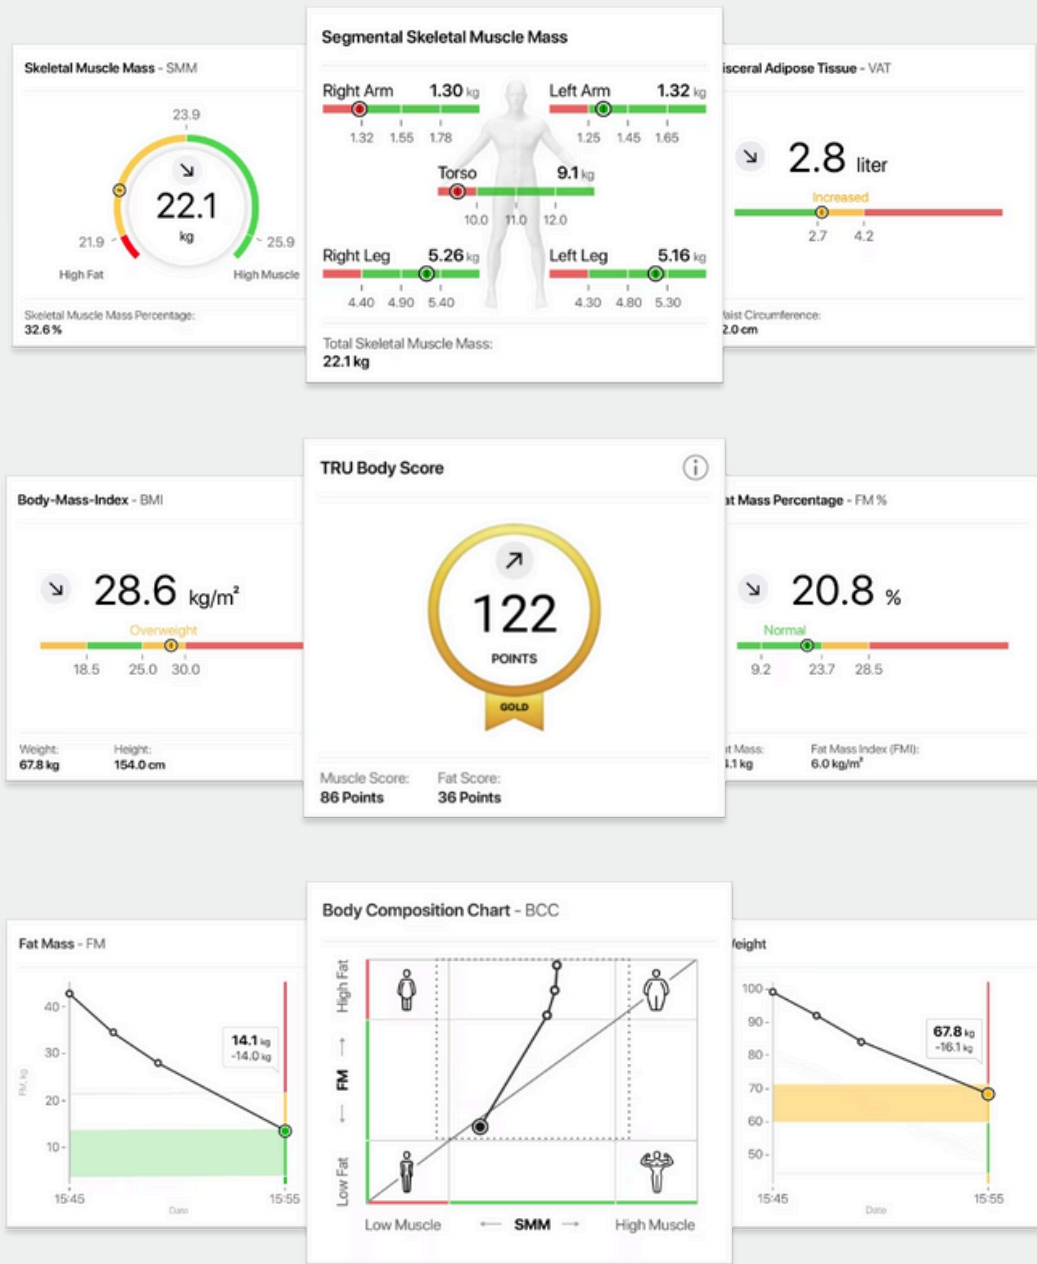 Skeletal Muscle Mass - SMM
23.9
22.1
kg
21.9
25.9
High Fat
High Muscle
Skeletal Muscle Mass Percentage:
32.6 %
Segmental Skeletal Muscle Mass
Right Arm 1.30 kg
1.32 1.55 1.78
Left Arm 1.32 kg
1.25 1.45 1.65
Torso 9.1 kg
10.0 11.0 12.0
Right Leg 5.26 kg
4.40 4.90 5.40
Left Leg 5.16 kg
4.30 4.80 5.30
Total Skeletal Muscle Mass:
22.1 kg
isceral Adipose Tissue - VAT
2.8 liter
Increased
2.7 4.2
aist Circumference:
2.0 cm
Body-Mass-Index - BMI
28.6 kg/m²
Overweight
18.5 25.0 30.0
Weight: Height:
67.8 kg 154.0 cm
TRU Body Score
122
POINTS
GOLD
Muscle Score: Fat Score:
86 Points 36 Points
at Mass Percentage - FM %
20.8 %
Normal
9.2 23.7 28.5
t Mass: Fat Mass Index (FMI):
.1 kg 6.0 kg/m²
Fat Mass - FM
40
30
20
10
FM, kg
14.1 kg
-14.0 kg
15:45 15:55
Date
Body Composition Chart - BCC
High Fat
FM
Low Fat
Low Muscle SMM High Muscle
eight
100
90
80
70
60
50
67.8 kg
-16.1 kg
15:45 15:55
Date